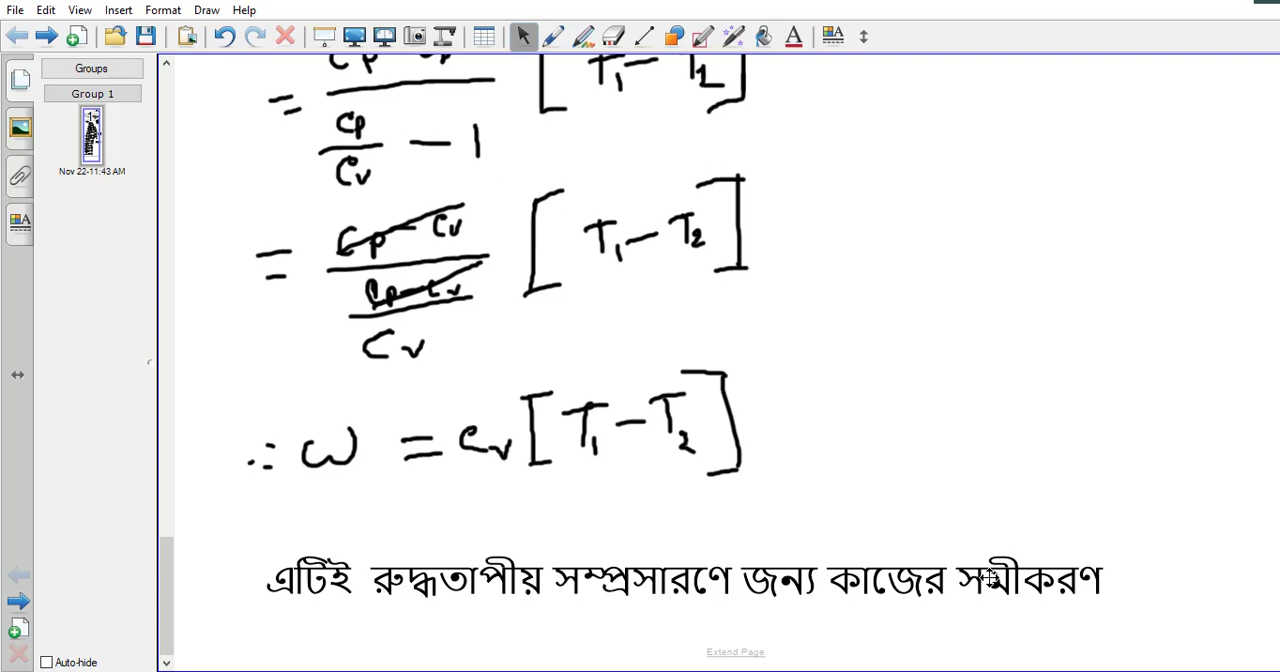 File Edit View Insert Format Draw Help
Groups
Group 1
Nov 22-11:43 AM
= / (Cp/Cv - 1) [T₁ - T₂]
= (Cp - Cv) / ((Cp - Cv)/Cv) [T₁ - T₂]
∴ ω = Cv [T₁ - T₂]
এটিই রুদ্ধতাপীয় সম্প্রসারণে জন্য কাজের সমীকরণ
Extend Page
Auto-hide